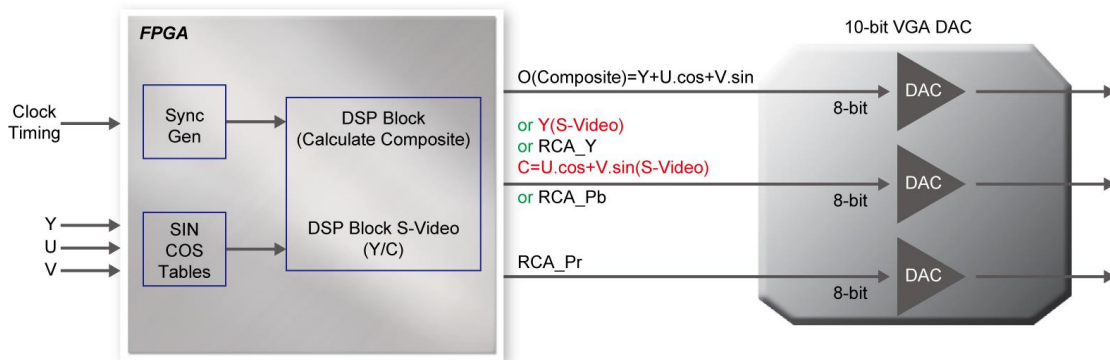 FPGA
10-bit VGA DAC
Clock
Timing
Sync
Gen
DSP Block
(Calculate Composite)
Y
U
V
SIN
COS
Tables
DSP Block S-Video
(Y/C)
O(Composite)=Y+U.cos+V.sin
or Y(S-Video)
or RCA_Y
C=U.cos+V.sin(S-Video)
or RCA_Pb
RCA_Pr
8-bit
DAC
8-bit
DAC
8-bit
DAC